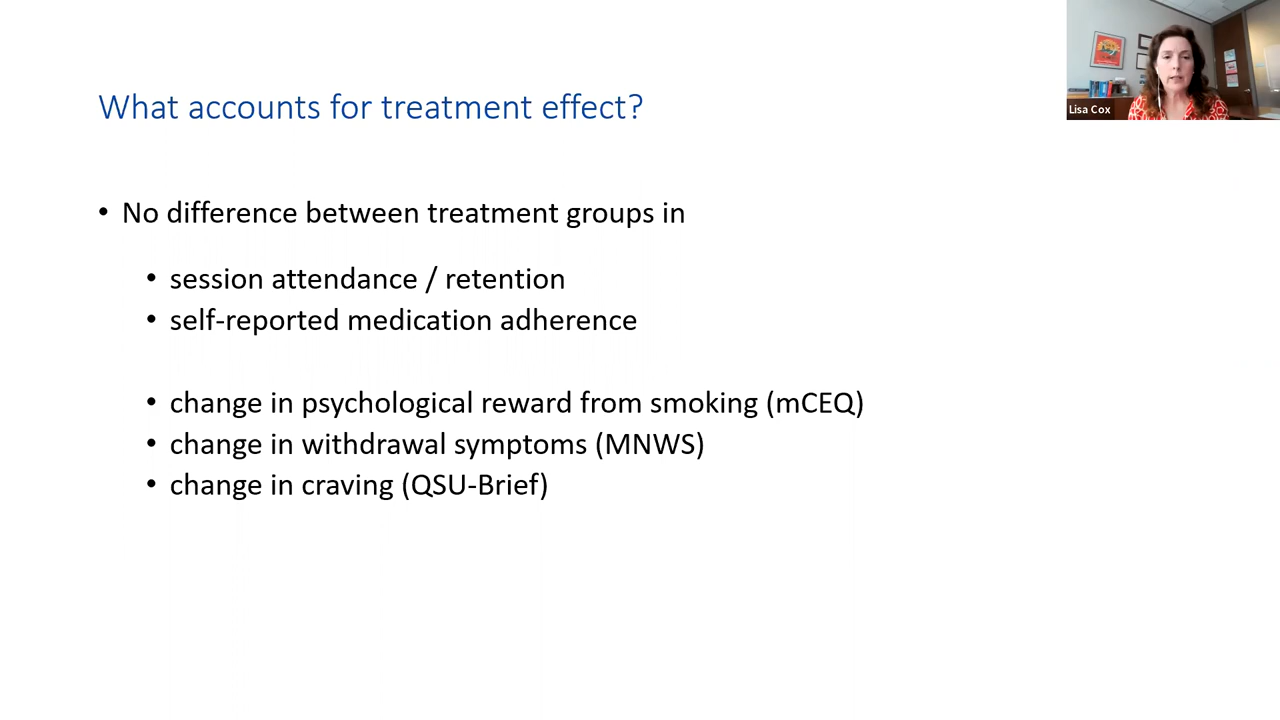 What accounts for treatment effect?
Lisa Cox
• No difference between treatment groups in
• session attendance / retention
• self-reported medication adherence
• change in psychological reward from smoking (mCEQ)
• change in withdrawal symptoms (MNWS)
• change in craving (QSU-Brief)